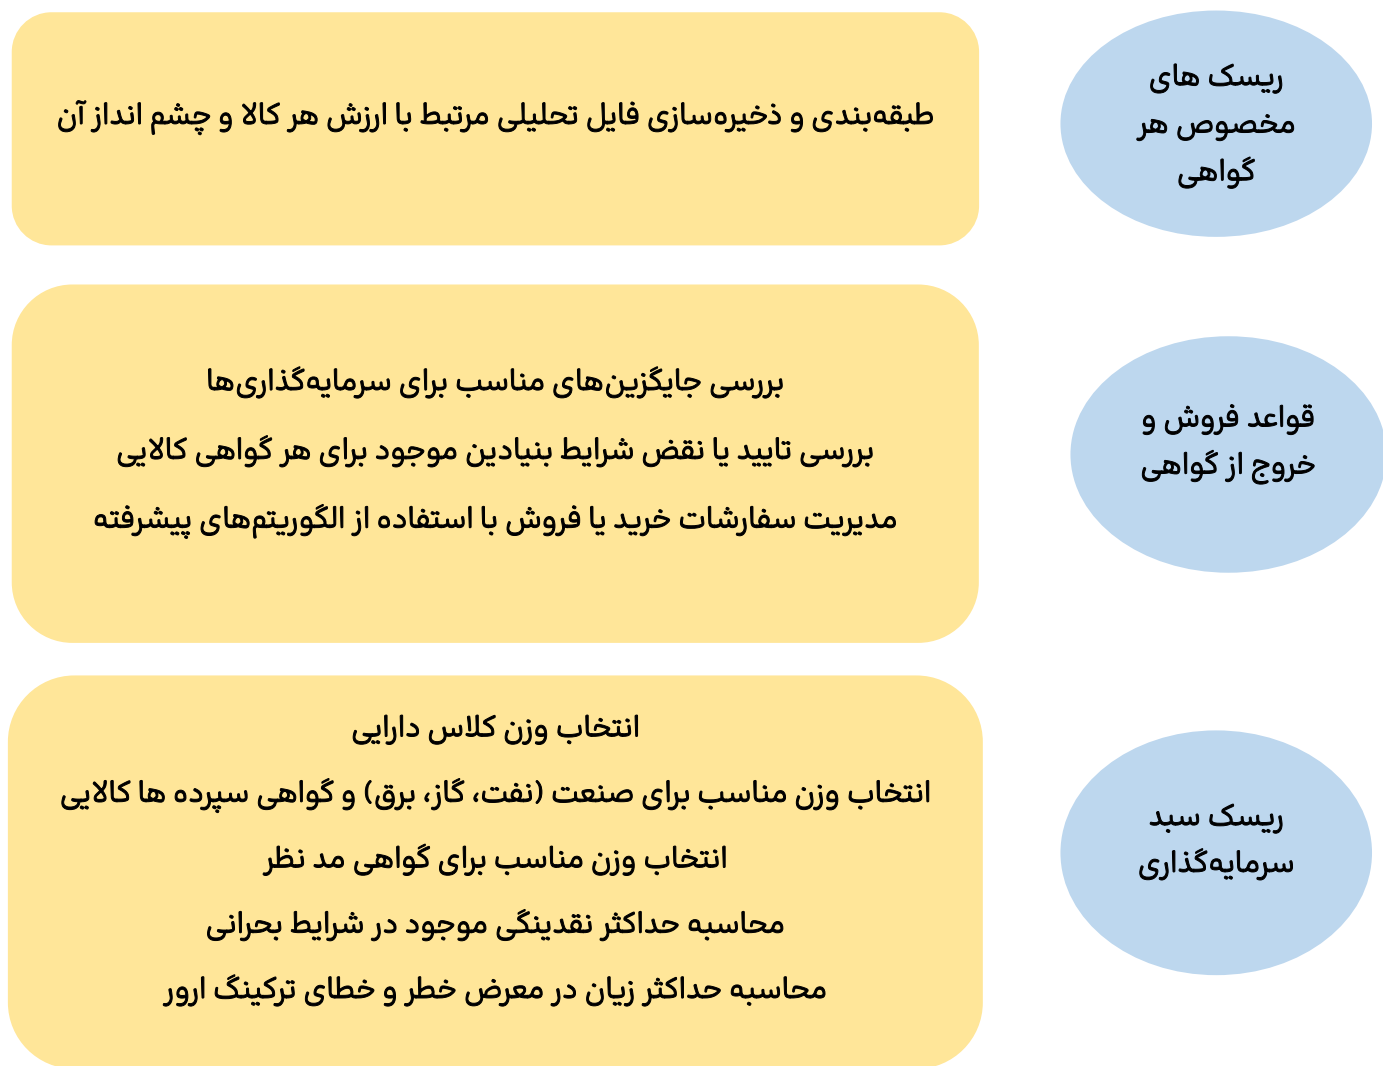 ریسک های
مخصوص هر
گواهی
طبقه‌بندی و ذخیره‌سازی فایل تحلیلی مرتبط با ارزش هر کالا و چشم انداز آن
قواعد فروش و
خروج از گواهی
بررسی جایگزین‌های مناسب برای سرمایه‌گذاری‌ها
بررسی تایید یا نقض شرایط بنیادین موجود برای هر گواهی کالایی
مدیریت سفارشات خرید یا فروش با استفاده از الگوریتم‌های پیشرفته
ریسک سبد
سرمایه‌گذاری
انتخاب وزن کلاس دارایی
انتخاب وزن مناسب برای صنعت (نفت، گاز، برق) و گواهی سپرده ها کالایی
انتخاب وزن مناسب برای گواهی مد نظر
محاسبه حداکثر نقدینگی موجود در شرایط بحرانی
محاسبه حداکثر زیان در معرض خطر و خطای ترکینگ ارور